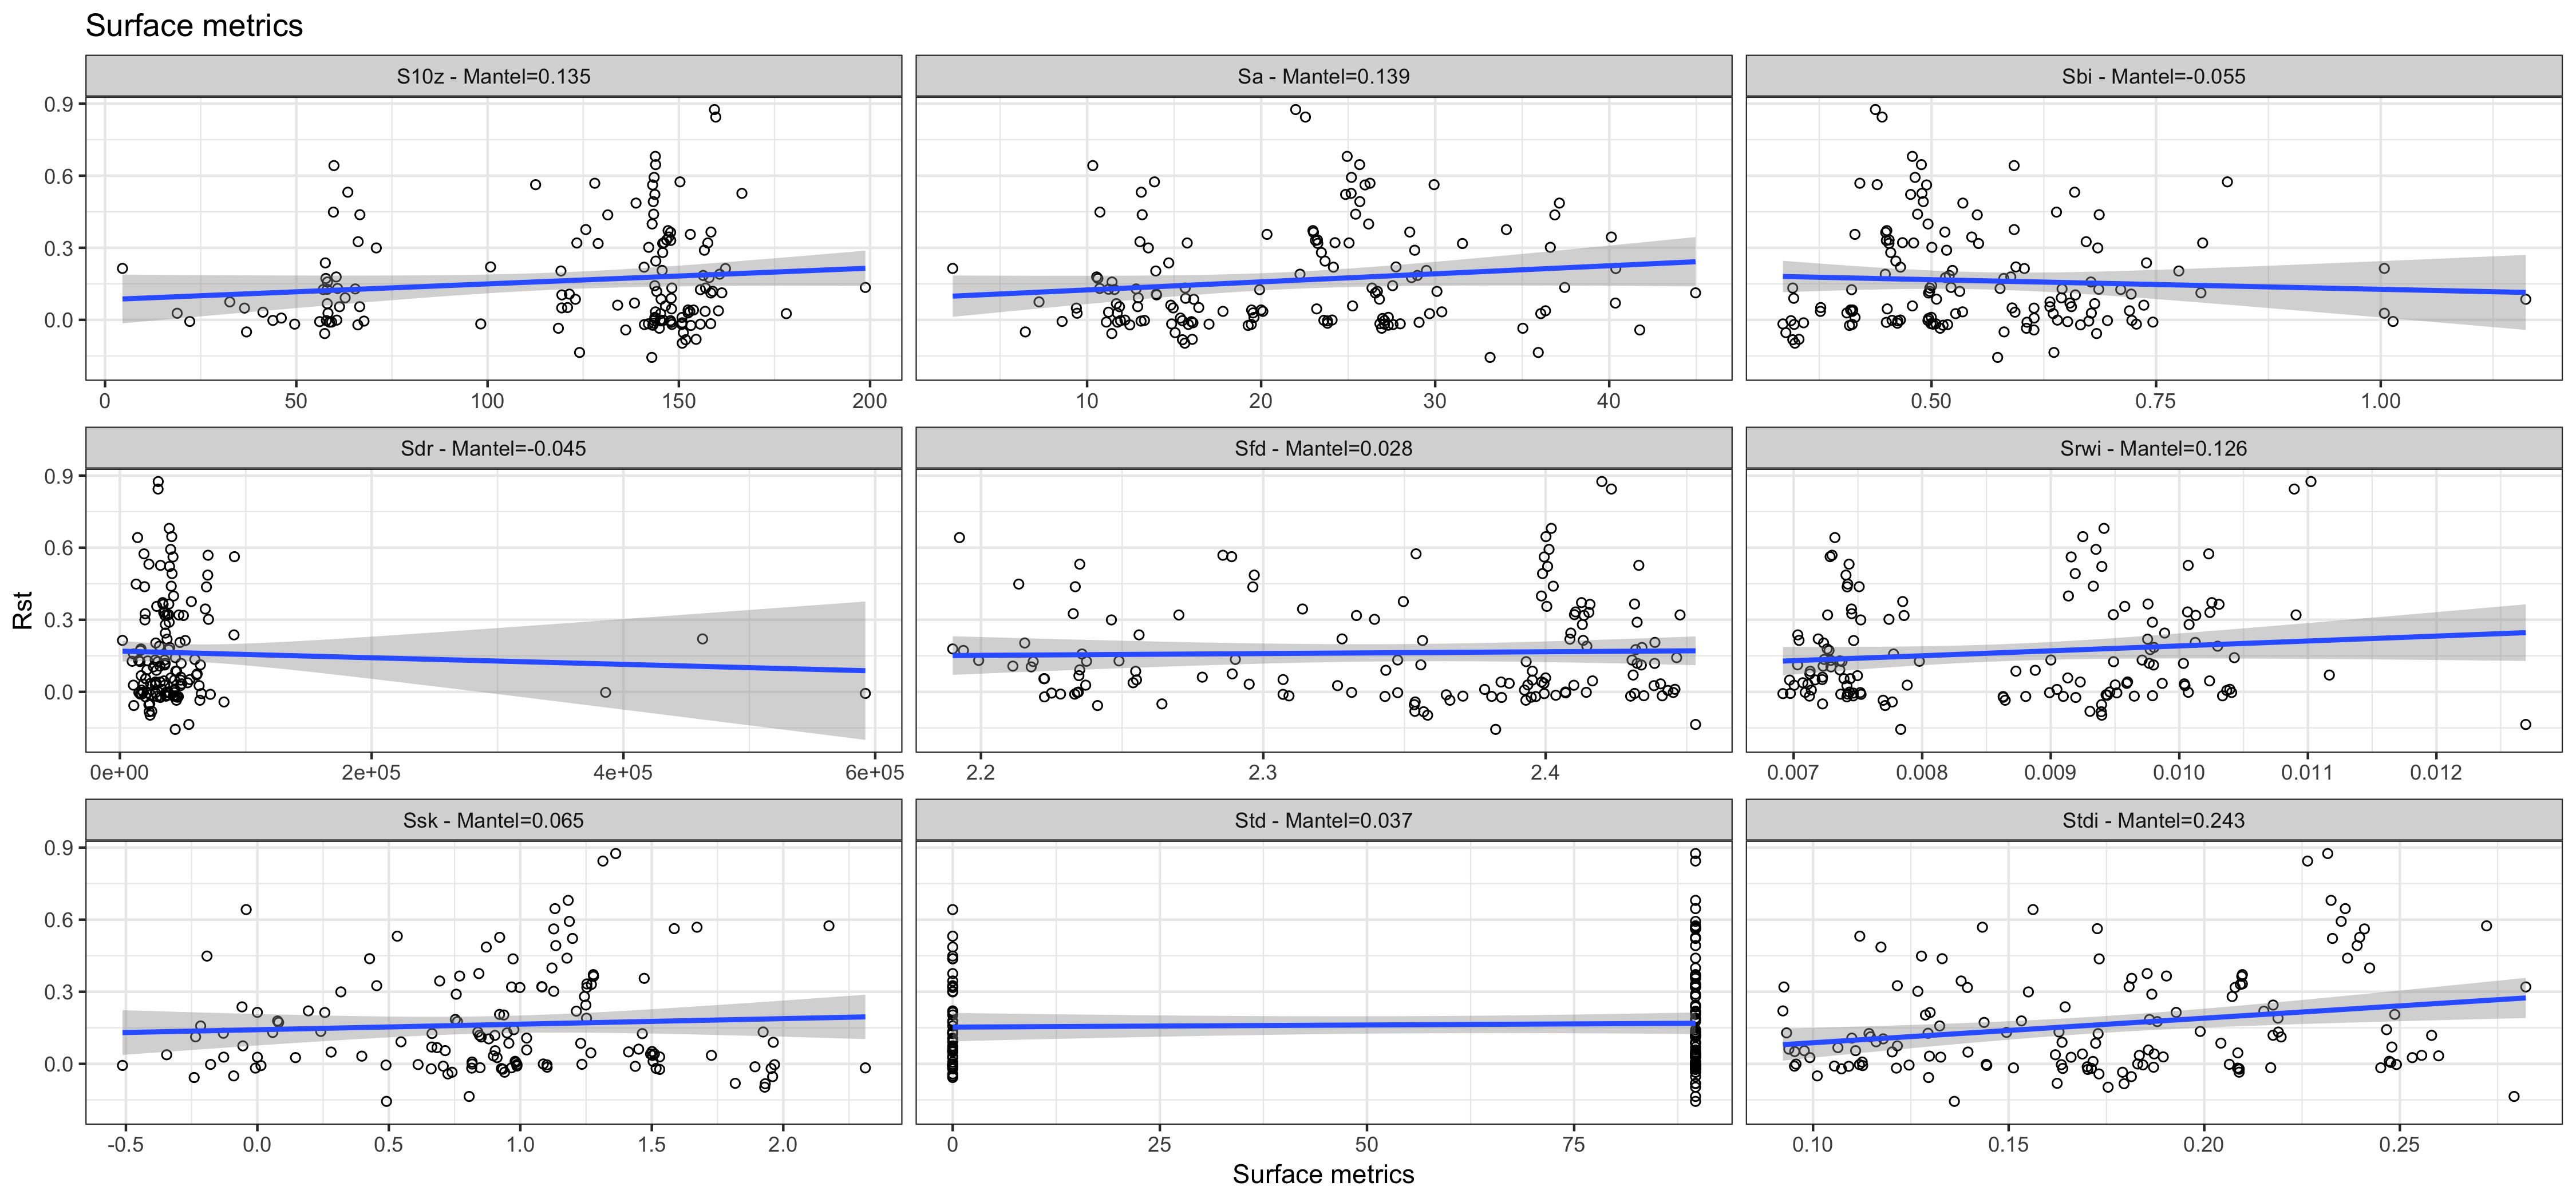 Surface metrics
S10z - Mantel=0.135
Sa - Mantel=0.139
Sbi - Mantel=-0.055
0.9
0.6
0.3
0.0
0 50 100 150 200
10 20 30 40
0.50 0.75 1.00
Sdr - Mantel=-0.045
Sfd - Mantel=0.028
Srwi - Mantel=0.126
Rst
0.9
0.6
0.3
0.0
0e+00 2e+05 4e+05 6e+05
2.2 2.3 2.4
0.007 0.008 0.009 0.010 0.011 0.012
Ssk - Mantel=0.065
Std - Mantel=0.037
Stdi - Mantel=0.243
0.9
0.6
0.3
0.0
-0.5 0.0 0.5 1.0 1.5 2.0
0 25 50 75
0.10 0.15 0.20 0.25
Surface metrics